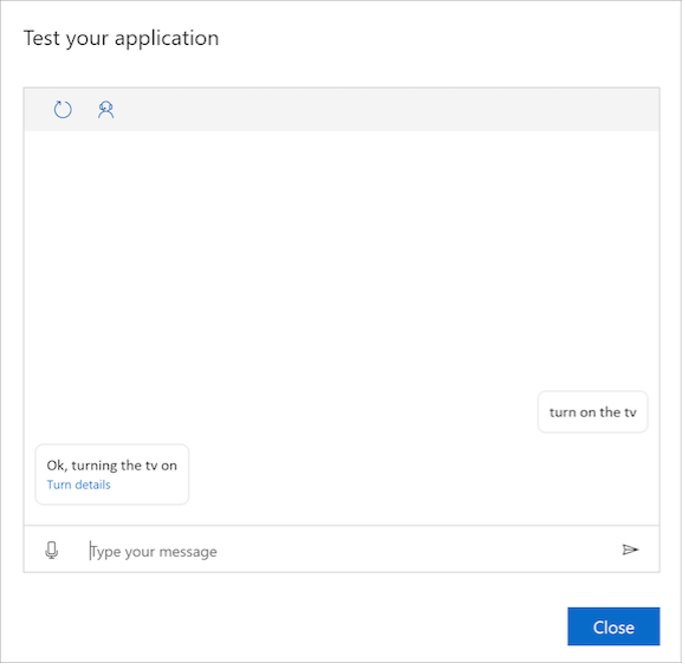 Test your application
turn on the tv
Ok, turning the tv on
Turn details
Type your message
Close